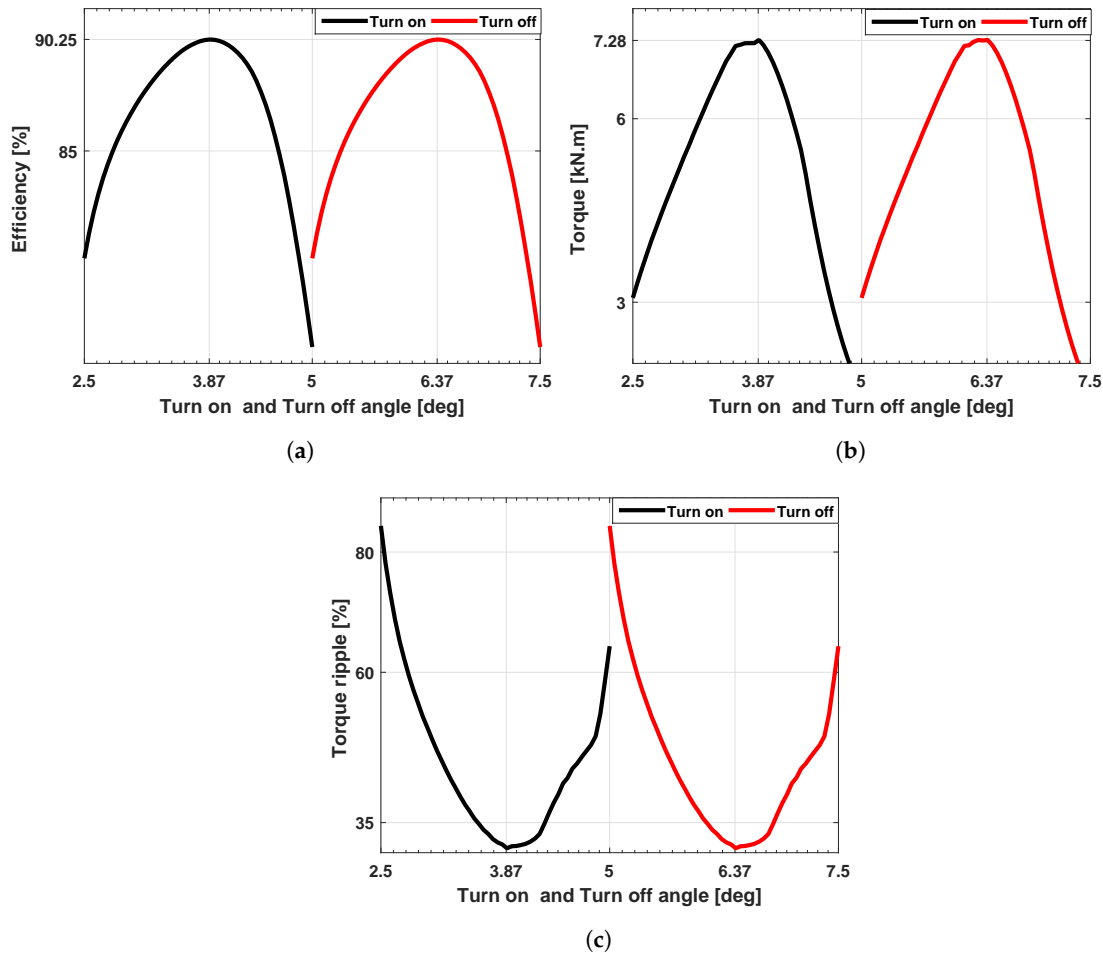 Turn on Turn off
90.25
85
Efficiency [%]
2.5 3.87 5 6.37 7.5
Turn on and Turn off angle [deg]
(a)
Turn on Turn off
7.28
6
3
Torque [kN.m]
2.5 3.87 5 6.37 7.5
Turn on and Turn off angle [deg]
(b)
Turn on Turn off
80
60
35
Torque ripple [%]
2.5 3.87 5 6.37 7.5
Turn on and Turn off angle [deg]
(c)